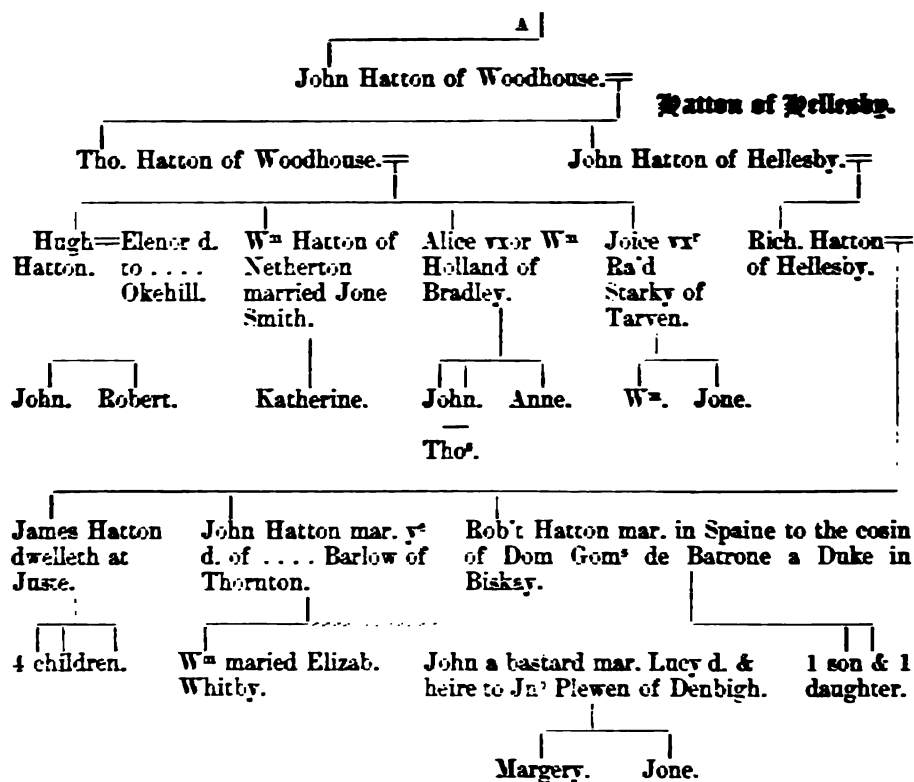 A
John Hatton of Woodhouse.
Hatton of Hellesby.
Tho. Hatton of Woodhouse.
John Hatton of Hellesby.
Hugh
Hatton.
Elenor d.
to . . . .
Okehill.
Wᵐ Hatton of
Netherton
married Jone
Smith.
Alice vxor Wᵐ
Holland of
Bradley.
Joice vxʳ
Ra'd
Starky of
Tarven.
Rich. Hatton
of Hellesby.
John. Robert.
Katherine.
John. Anne.
Wᵐ. Jone.
Thoˢ.
James Hatton
dwelleth at
John Hatton mar. yᵉ
d. of . . . . Barlow of
Thornton.
Rob't Hatton mar. in Spaine to the cosin
of Dom Gomˢ de Batrone a Duke in
Biskay.
4 children.
Wᵐ maried Elizab.
Whitby.
John a bastard mar. Lucy d. &
heire to Jnᵒ Plewen of Denbigh.
1 son & 1
daughter.
Margery. Jone.